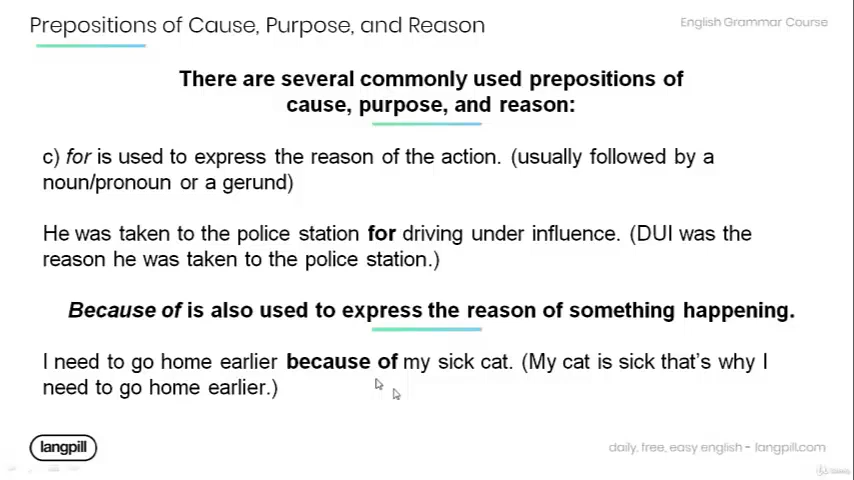 Prepositions of Cause, Purpose, and Reason
English Grammar Course
There are several commonly used prepositions of
cause, purpose, and reason:
c) for is used to express the reason of the action. (usually followed by a
noun/pronoun or a gerund)
He was taken to the police station for driving under influence. (DUI was the
reason he was taken to the police station.)
Because of is also used to express the reason of something happening.
I need to go home earlier because of my sick cat. (My cat is sick that's why I
need to go home earlier.)
langpill
daily, free, easy english - langpill.com